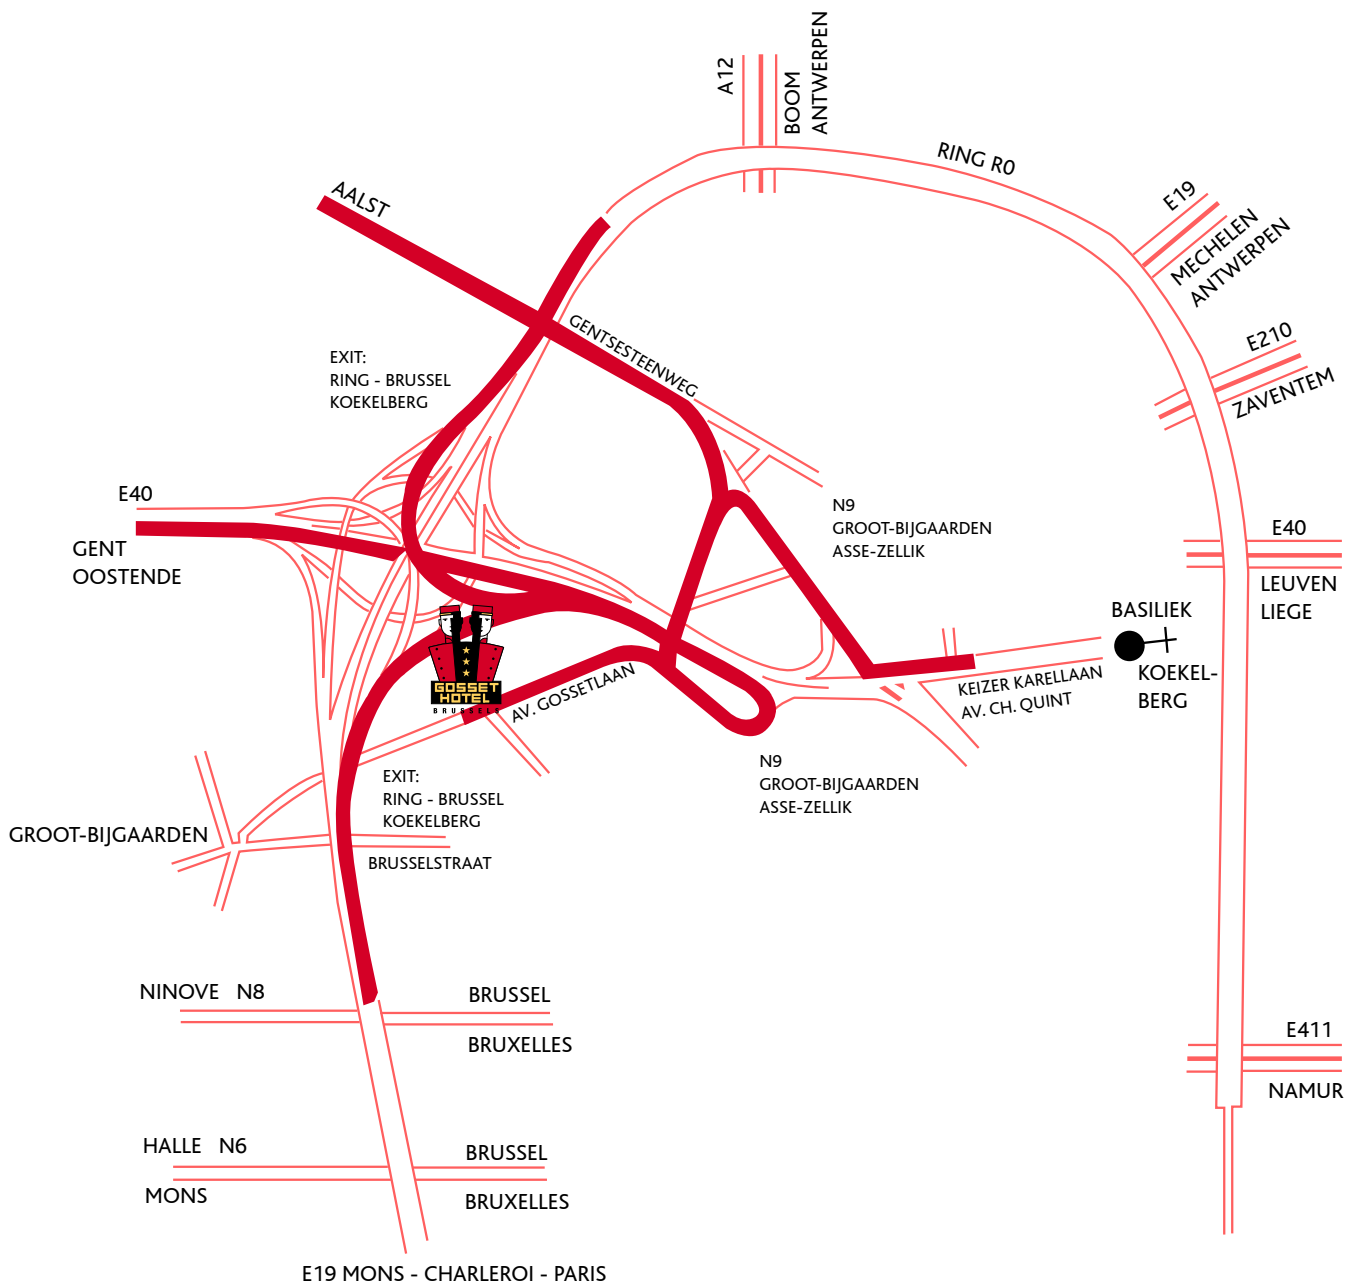 A12
BOOM
ANTWERPEN
RING R0
E19
MECHELEN
ANTWERPEN
AALST
GENTSESTEENWEG
E210
ZAVENTEM
EXIT:
RING - BRUSSEL
KOEKELBERG
E40
GENT
OOSTENDE
N9
GROOT-BIJGAARDEN
ASSE-ZELLIK
E40
LEUVEN
LIEGE
BASILIEK
KOEKEL-
BERG
KEIZER KARELLAAN
AV. CH. QUINT
GOSSET
HOTEL
BRUSSELS
AV. GOSSETLAAN
N9
GROOT-BIJGAARDEN
ASSE-ZELLIK
EXIT:
RING - BRUSSEL
KOEKELBERG
GROOT-BIJGAARDEN
BRUSSELSTRAAT
NINOVE N8
BRUSSEL
BRUXELLES
E411
NAMUR
HALLE N6
MONS
BRUSSEL
BRUXELLES
E19 MONS - CHARLEROI - PARIS